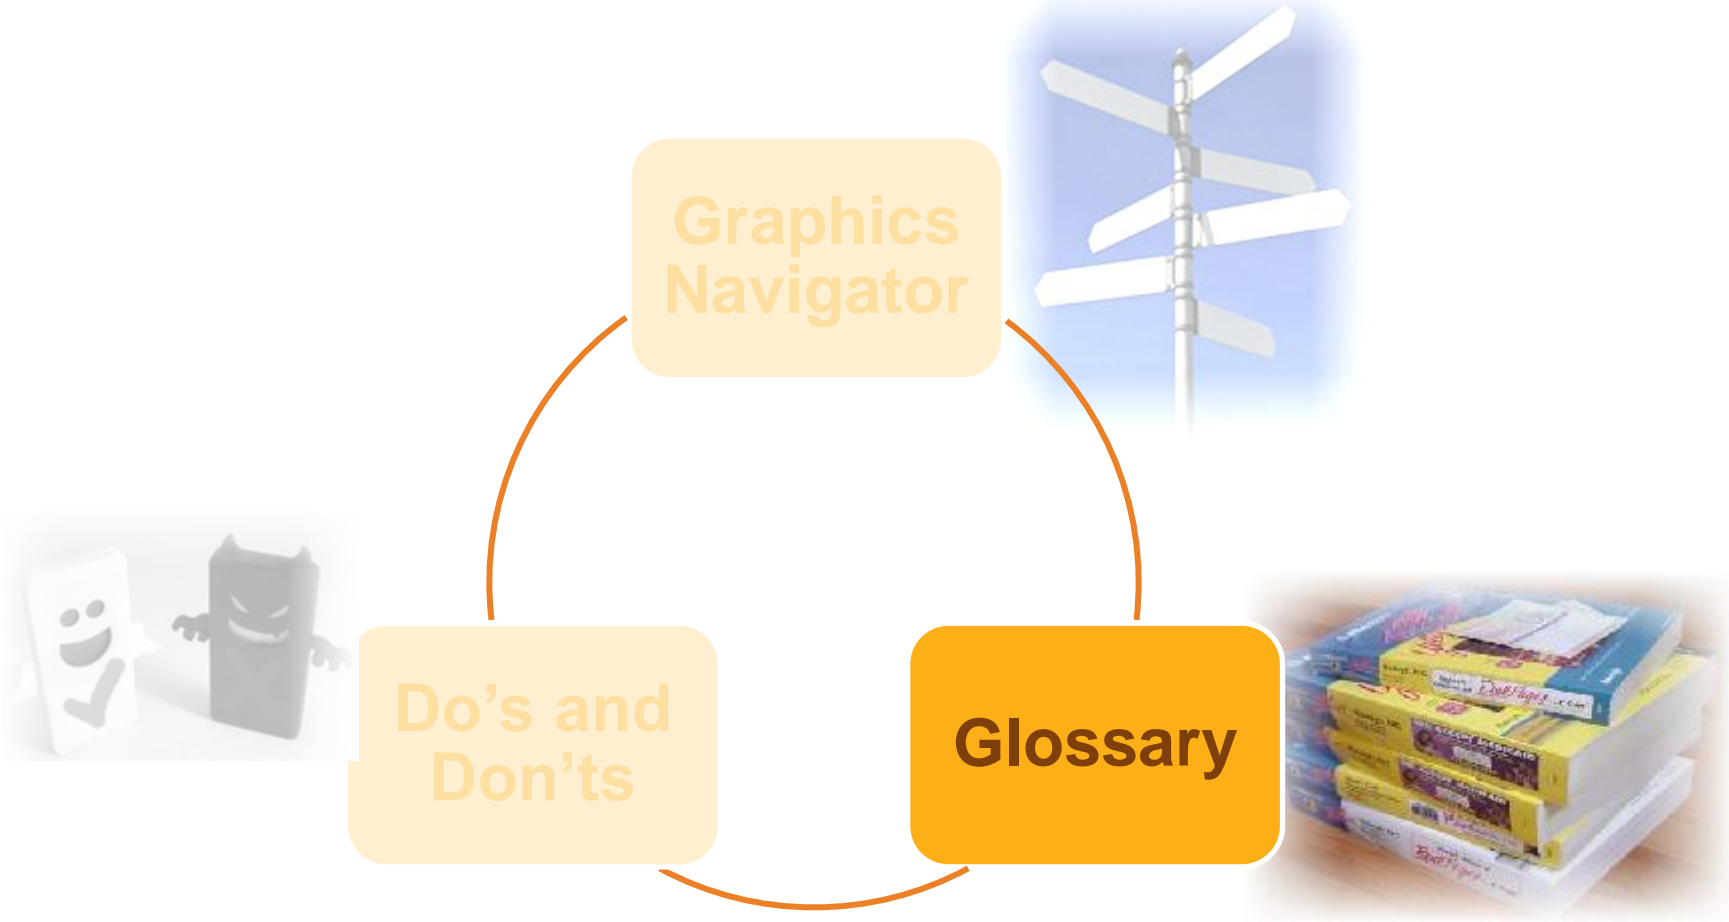 Graphics
Navigator
Do’s and
Don’ts
Glossary